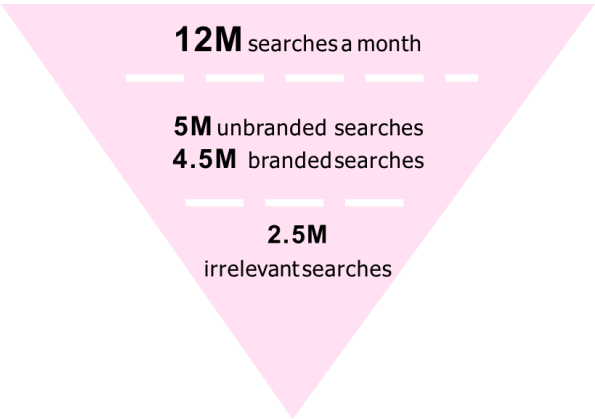 12M searches a month
5M unbranded searches
4.5M branded searches
2.5M
irrelevant searches